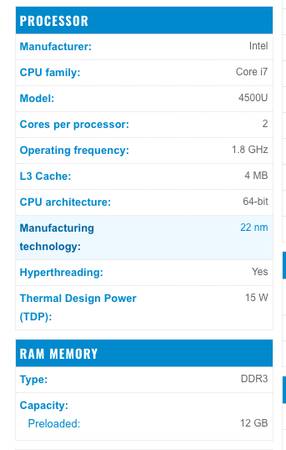 PROCESSOR
Manufacturer: Intel
CPU family: Core i7
Model: 4500U
Cores per processor: 2
Operating frequency: 1.8 GHz
L3 Cache: 4 MB
CPU architecture: 64-bit
Manufacturing 22 nm
technology:
Hyperthreading: Yes
Thermal Design Power 15 W
(TDP):
RAM MEMORY
Type: DDR3
Capacity:
Preloaded: 12 GB